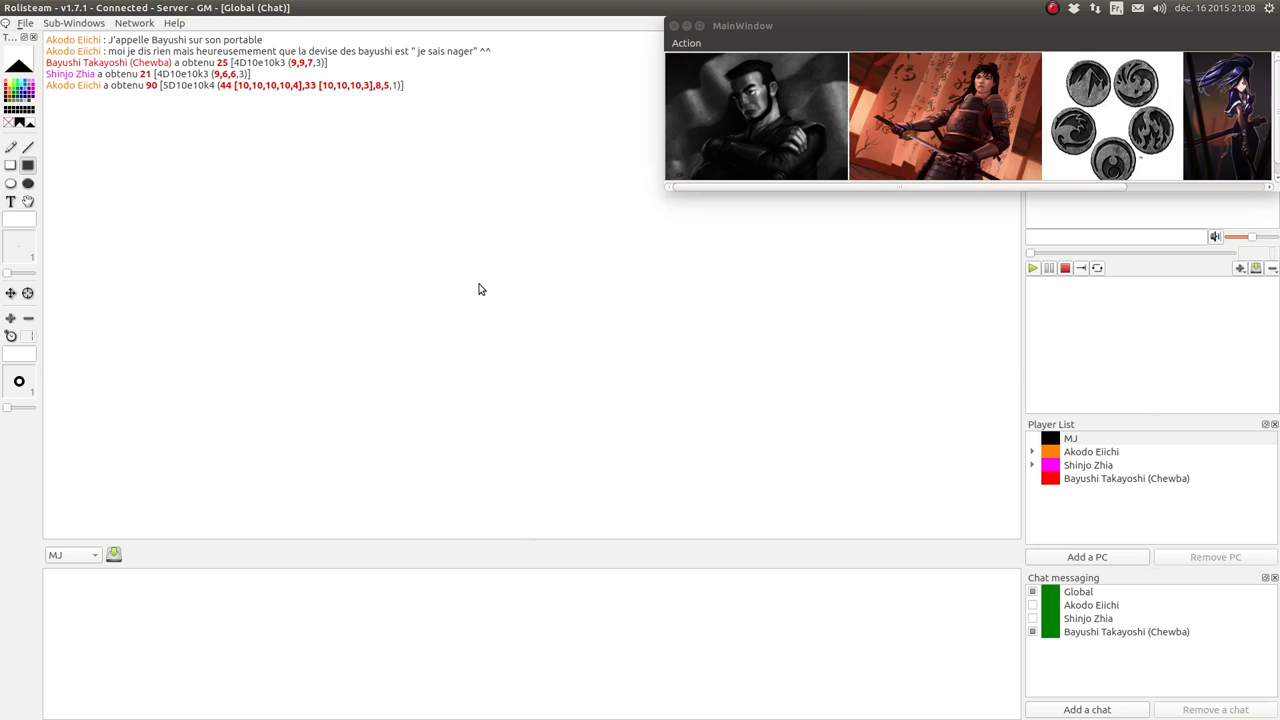 Rolisteam - v1.7.1 - Connected - Server - GM - [Global (Chat)]
Fr
déc. 16 2015 21:08
File Sub-Windows Network Help
MainWindow
Action
T...
Akodo Eiichi : J'appelle Bayushi sur son portable
Akodo Eiichi : moi je dis rien mais heureusemement que la devise des bayushi est " je sais nager" ^^
Bayushi Takayoshi (Chewba) a obtenu 25 [4D10e10k3 (9,9,7,3)]
Shinjo Zhia a obtenu 21 [4D10e10k3 (9,6,6,3)]
Akodo Eiichi a obtenu 90 [5D10e10k4 (44 [10,10,10,10,4],33 [10,10,10,3],8,5,1)]
T
1
1
Player List
MJ
Akodo Eiichi
Shinjo Zhia
Bayushi Takayoshi (Chewba)
Add a PC Remove PC
MJ
Chat messaging
Global
Akodo Eiichi
Shinjo Zhia
Bayushi Takayoshi (Chewba)
Add a chat Remove a chat